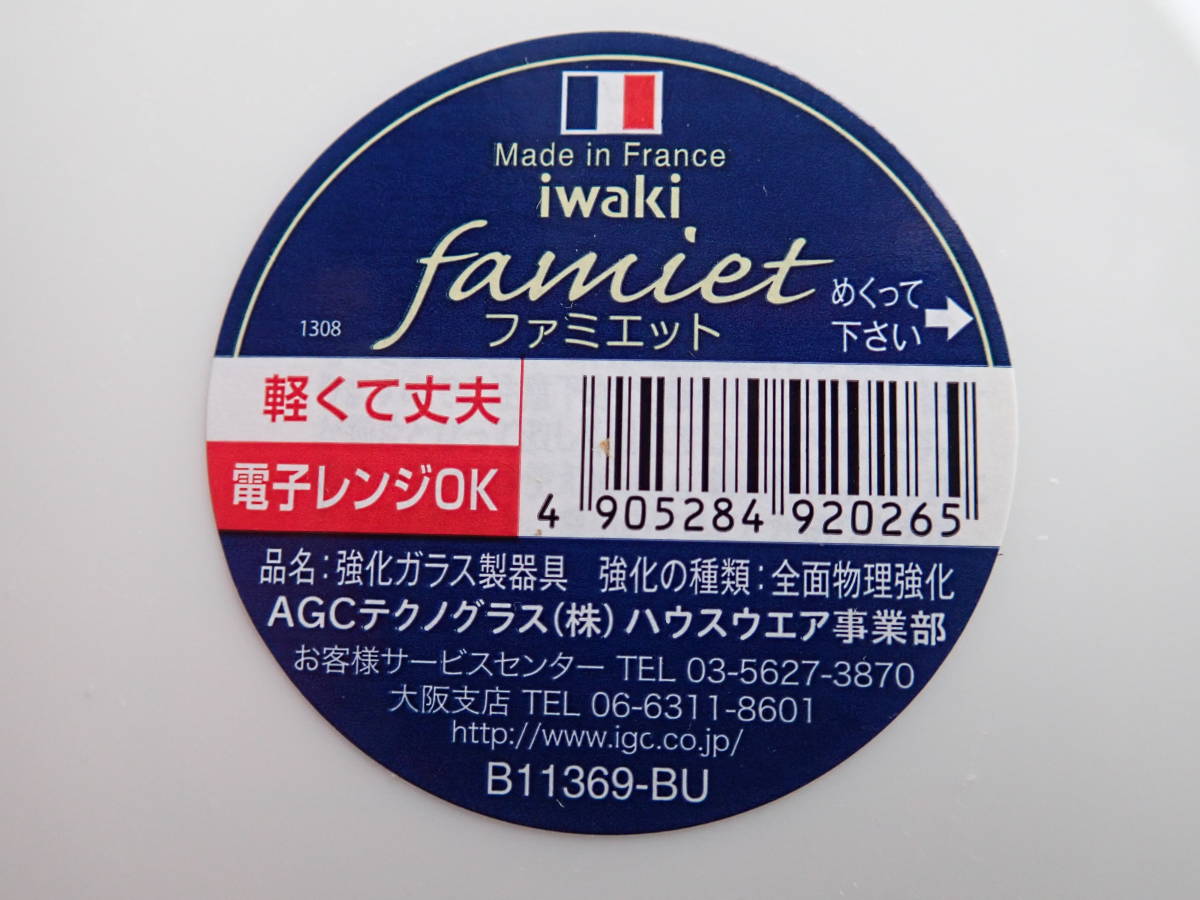 Made in France
iwaki
famiet
ファミエット
めくって
下さい
1308
軽くて丈夫
電子レンジOK
4 905284 920265
品名:強化ガラス製器具 強化の種類:全面物理強化
AGCテクノグラス(株) ハウスウエア事業部
お客様サービスセンター TEL 03-5627-3870
大阪支店 TEL 06-6311-8601
http://www.igc.co.jp/
B11369-BU